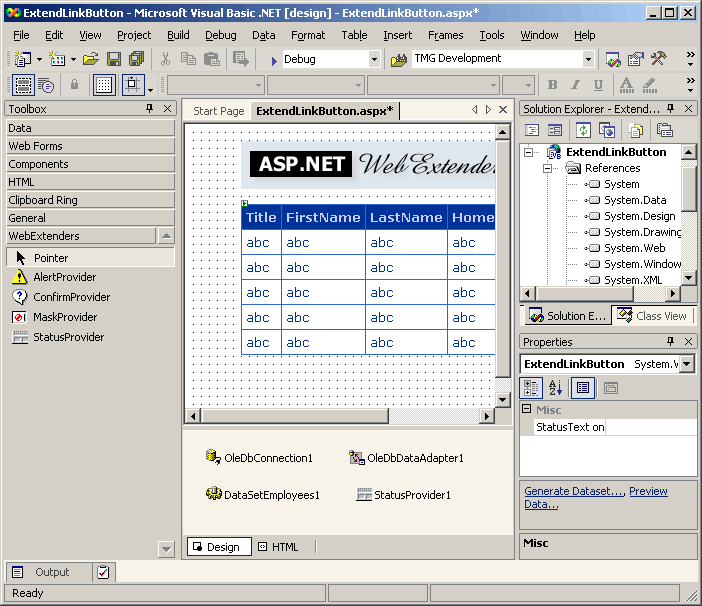 ExtendLinkButton - Microsoft Visual Basic .NET [design] - ExtendLinkButton.aspx*
File Edit View Project Build Debug Data Format Table Insert Frames Tools Window Help
Debug TMG Development
B I U A
Toolbox
Data
Web Forms
Components
HTML
Clipboard Ring
General
WebExtenders
Pointer
AlertProvider
ConfirmProvider
MaskProvider
StatusProvider
Start Page ExtendLinkButton.aspx*
ASP.NET WebExtender
Title FirstName LastName Home
abc abc abc abc
abc abc abc abc
abc abc abc abc
abc abc abc abc
abc abc abc abc
OleDbConnection1 OleDbDataAdapter1
DataSetEmployees1 StatusProvider1
Design HTML
Solution Explorer - Extend...
ExtendLinkButton
References
System
System.Data
System.Design
System.Drawing
System.Web
System.Window
System.XML
Solution E... Class View
Properties
ExtendLinkButton System.W
Misc
StatusText on
Generate Dataset..., Preview
Data...
Misc
Output
Ready